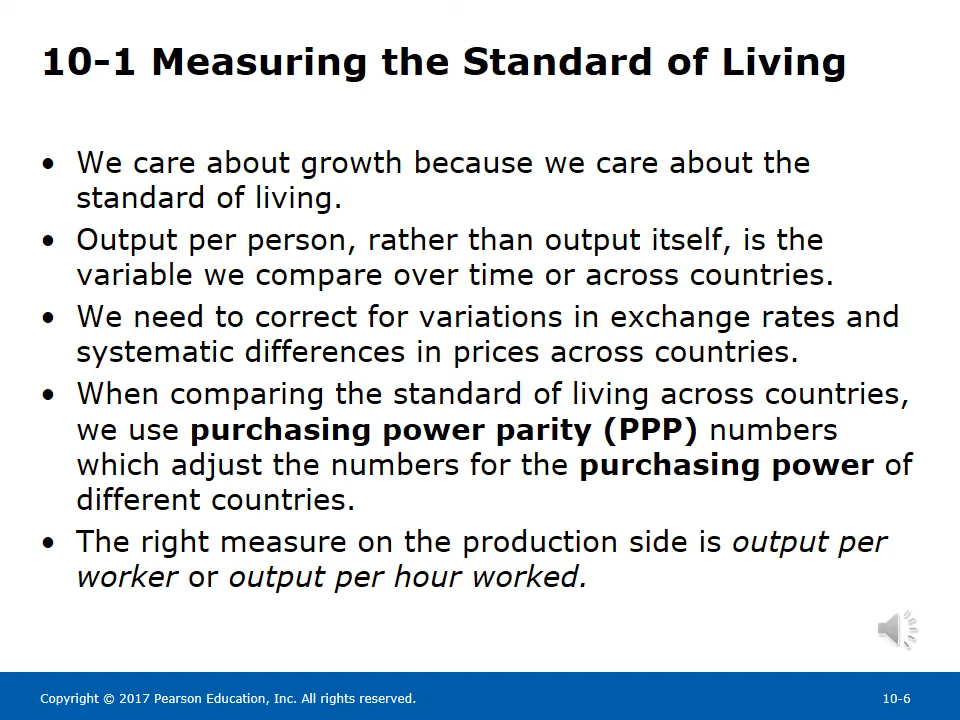 10-1 Measuring the Standard of Living
• We care about growth because we care about the
standard of living.
• Output per person, rather than output itself, is the
variable we compare over time or across countries.
• We need to correct for variations in exchange rates and
systematic differences in prices across countries.
• When comparing the standard of living across countries,
we use purchasing power parity (PPP) numbers
which adjust the numbers for the purchasing power of
different countries.
• The right measure on the production side is output per
worker or output per hour worked.
Copyright © 2017 Pearson Education, Inc. All rights reserved.
10-6